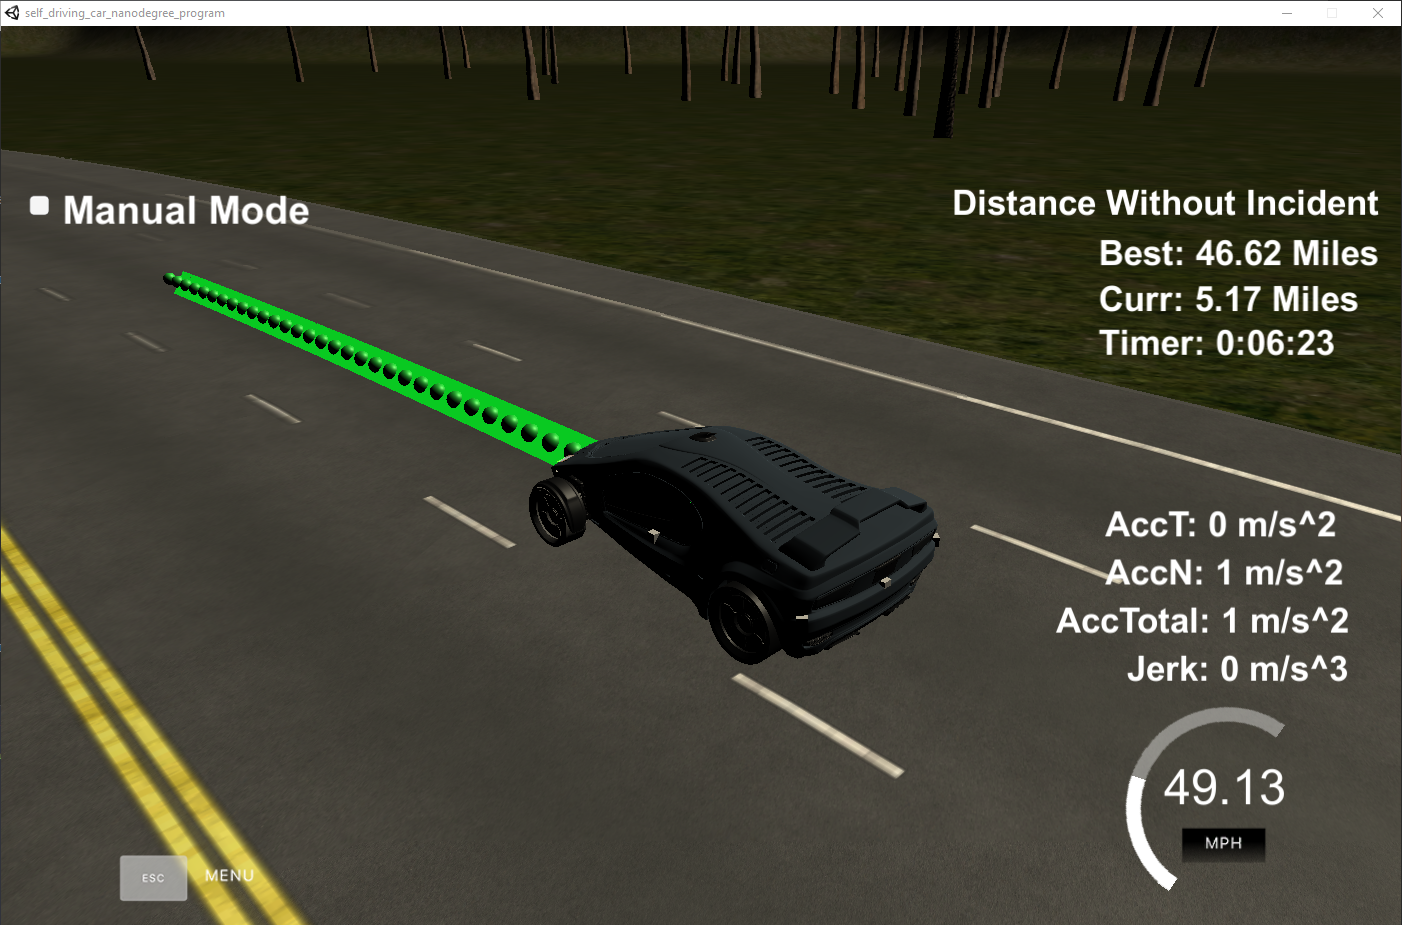 self_driving_car_nanodegree_program
Manual Mode
Distance Without Incident
Best: 46.62 Miles
Curr: 5.17 Miles
Timer: 0:06:23
AccT: 0 m/s^2
AccN: 1 m/s^2
AccTotal: 1 m/s^2
Jerk: 0 m/s^3
49.13
MPH
ESC MENU